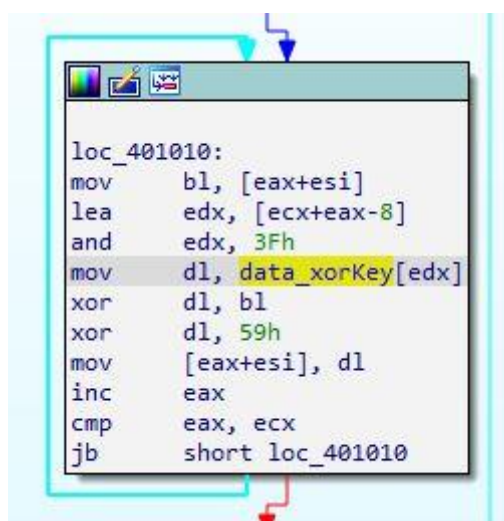 loc_401010:
mov     bl, [eax+esi]
lea     edx, [ecx+eax-8]
and     edx, 3Fh
mov     dl, data_xorKey[edx]
xor     dl, bl
xor     dl, 59h
mov     [eax+esi], dl
inc     eax
cmp     eax, ecx
jb      short loc_401010